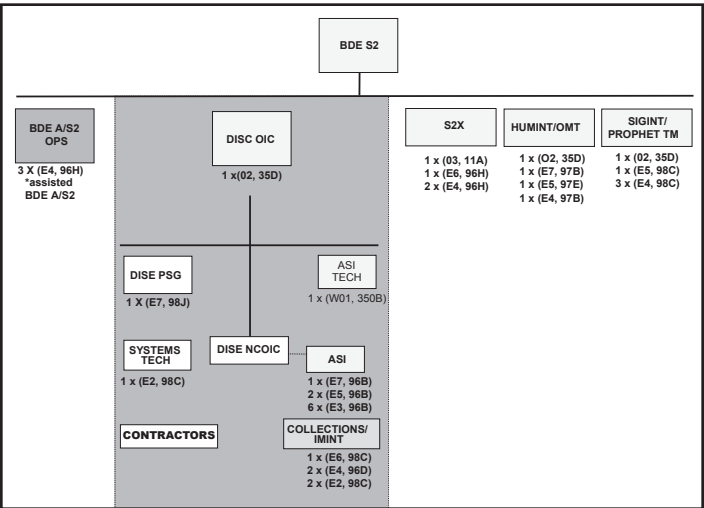 BDE S2
BDE A/S2
OPS
3 X (E4, 96H)
*assisted
BDE A/S2
DISC OIC
1 x(02, 35D)
S2X
1 x (03, 11A)
1 x (E6, 96H)
2 x (E4, 96H)
HUMINT/OMT
1 x (O2, 35D)
1 x (E7, 97B)
1 x (E5, 97E)
1 x (E4, 97B)
SIGINT/
PROPHET TM
1 x (02, 35D)
1 x (E5, 98C)
3 x (E4, 98C)
DISE PSG
1 X (E7, 98J)
ASI
TECH
1 x (W01, 350B)
SYSTEMS
TECH
1 x (E2, 98C)
DISE NCOIC
ASI
1 x (E7, 96B)
2 x (E5, 96B)
6 x (E3, 96B)
CONTRACTORS
COLLECTIONS/
IMINT
1 x (E6, 98C)
2 x (E4, 96D)
2 x (E2, 98C)